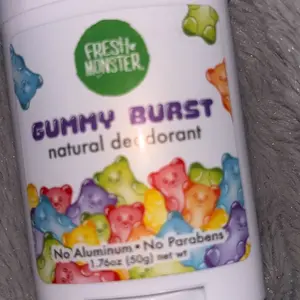 FRESH
MONSTER
GUMMY BURST
natural deodorant
No Aluminum • No Parabens
1.76oz (50g) net wt